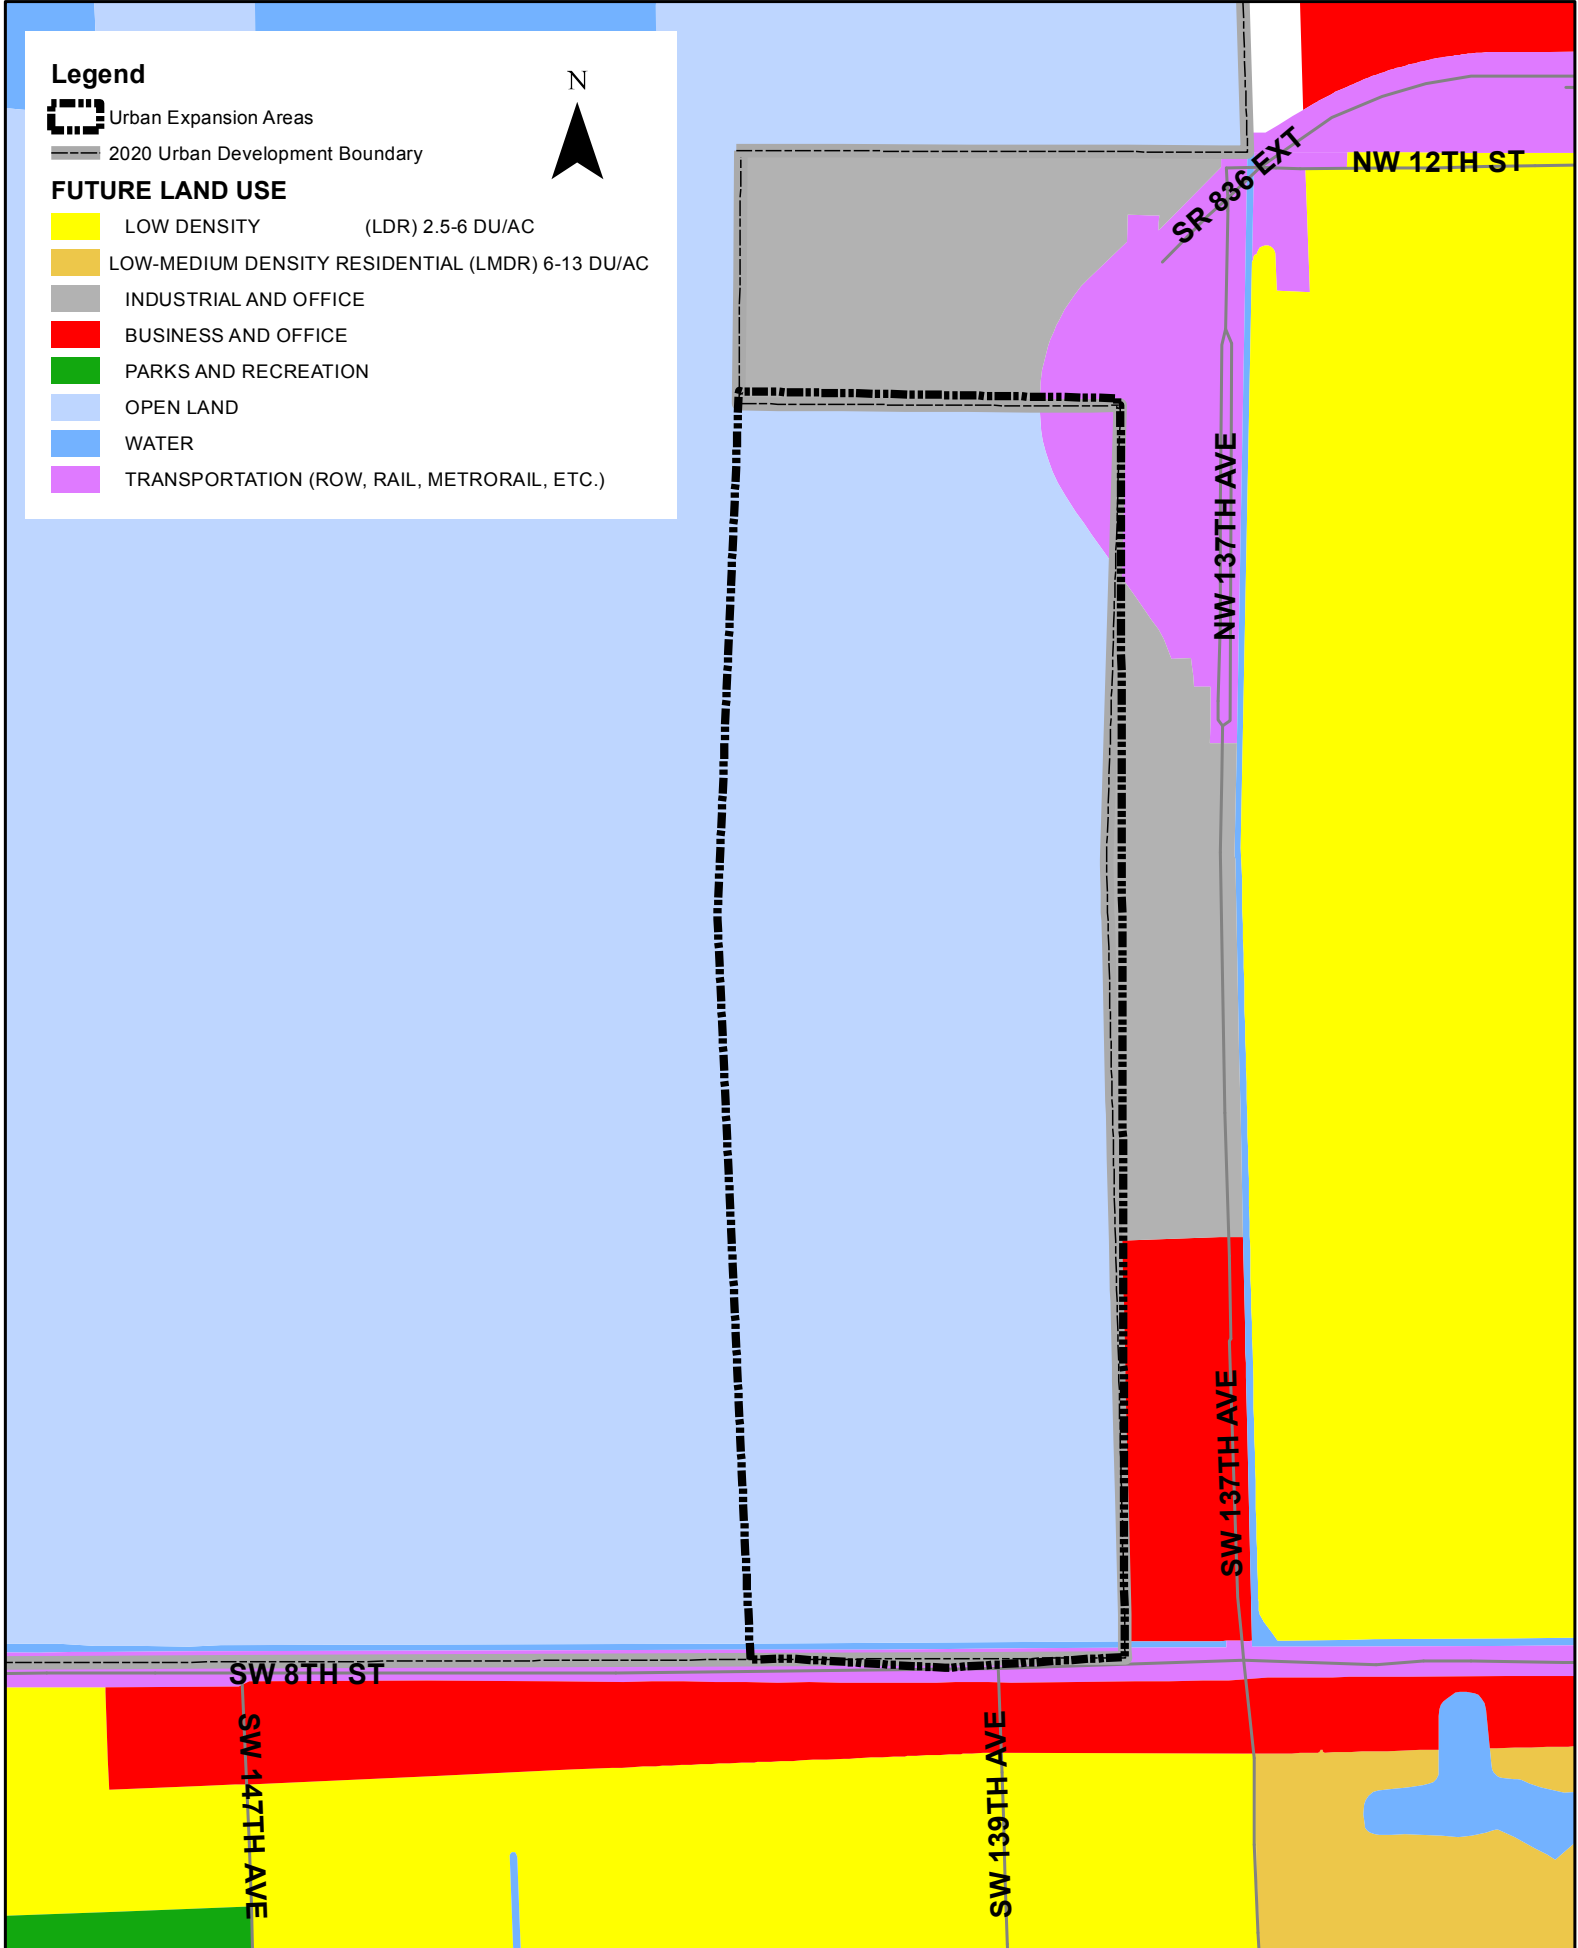 Legend
N
Urban Expansion Areas
2020 Urban Development Boundary
FUTURE LAND USE
LOW DENSITY (LDR) 2.5-6 DU/AC
LOW-MEDIUM DENSITY RESIDENTIAL (LMDR) 6-13 DU/AC
INDUSTRIAL AND OFFICE
BUSINESS AND OFFICE
PARKS AND RECREATION
OPEN LAND
WATER
TRANSPORTATION (ROW, RAIL, METRORAIL, ETC.)
SR 836 EXT
NW 12TH ST
NW 137TH AVE
SW 137TH AVE
SW 8TH ST
SW 147TH AVE
SW 139TH AVE